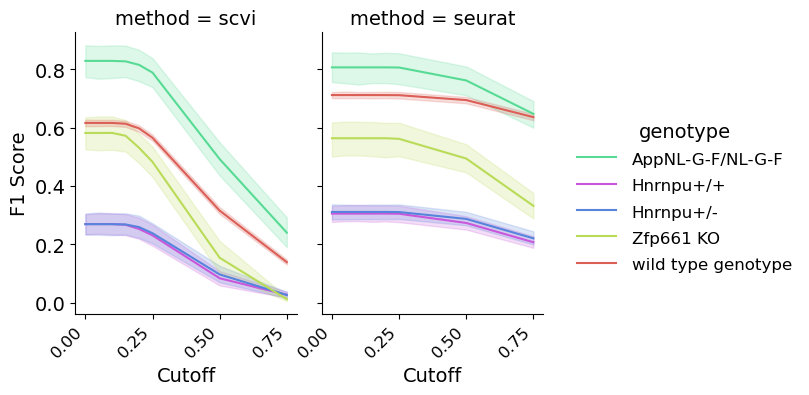 method = scvi
method = seurat
F1 Score
0.8
0.6
0.4
0.2
0.0
0.00
0.25
0.50
0.75
0.00
0.25
0.50
0.75
Cutoff
Cutoff
genotype
AppNL-G-F/NL-G-F
Hnrnpu+/+
Hnrnpu+/-
Zfp661 KO
wild type genotype